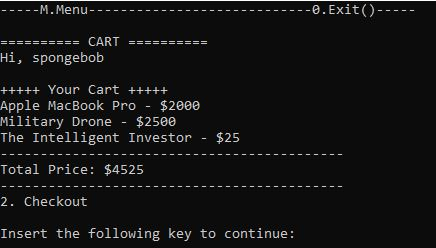 -----M.Menu----------------------------0.Exit()-----
========== CART ==========
Hi, spongebob
+++++ Your Cart +++++
Apple MacBook Pro - $2000
Military Drone - $2500
The Intelligent Investor - $25
-------------------------------------------
Total Price: $4525
-------------------------------------------
2. Checkout
Insert the following key to continue: